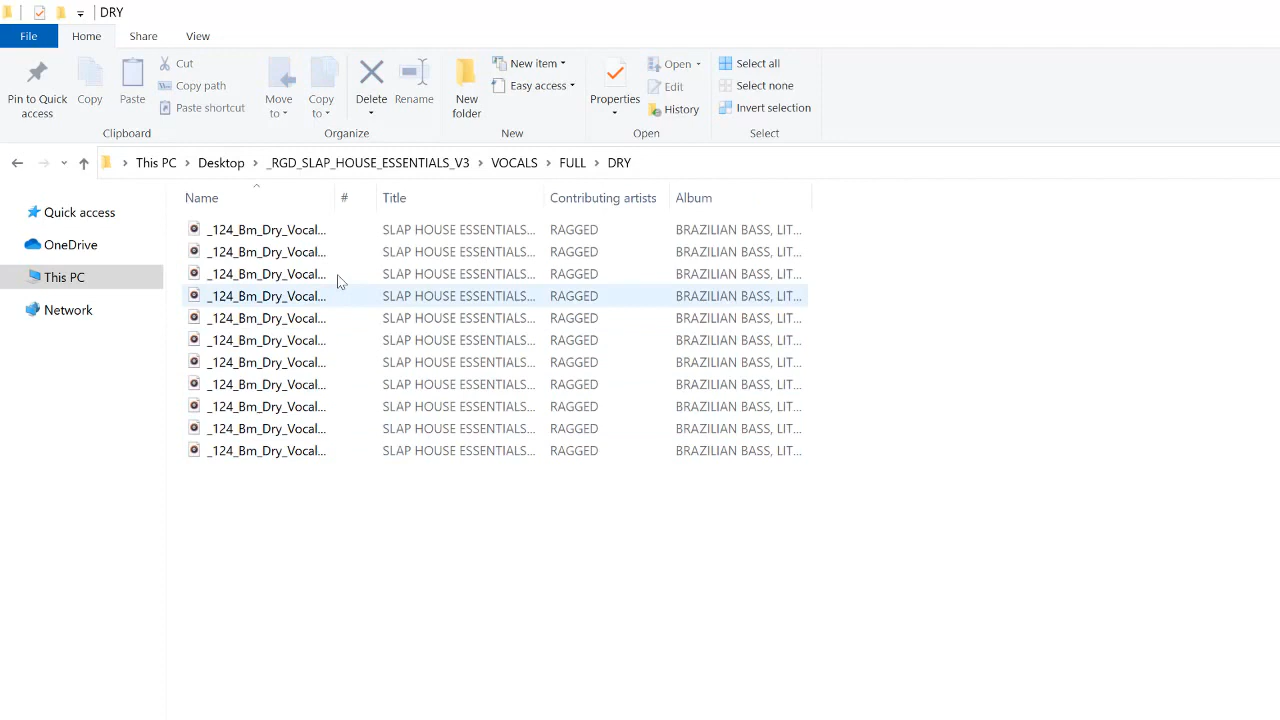 DRY
File Home Share View
Pin to Quick access
Copy
Paste
Cut
Copy path
Paste shortcut
Clipboard
Move to
Copy to
Delete
Rename
Organize
New folder
New item
Easy access
New
Properties
Open
Edit
History
Open
Select all
Select none
Invert selection
Select
This PC > Desktop > _RGD_SLAP_HOUSE_ESSENTIALS_V3 > VOCALS > FULL > DRY
Quick access
OneDrive
This PC
Network
Name # Title Contributing artists Album
_124_Bm_Dry_Vocal... SLAP HOUSE ESSENTIALS... RAGGED BRAZILIAN BASS, LIT...
_124_Bm_Dry_Vocal... SLAP HOUSE ESSENTIALS... RAGGED BRAZILIAN BASS, LIT...
_124_Bm_Dry_Vocal... SLAP HOUSE ESSENTIALS... RAGGED BRAZILIAN BASS, LIT...
_124_Bm_Dry_Vocal... SLAP HOUSE ESSENTIALS... RAGGED BRAZILIAN BASS, LIT...
_124_Bm_Dry_Vocal... SLAP HOUSE ESSENTIALS... RAGGED BRAZILIAN BASS, LIT...
_124_Bm_Dry_Vocal... SLAP HOUSE ESSENTIALS... RAGGED BRAZILIAN BASS, LIT...
_124_Bm_Dry_Vocal... SLAP HOUSE ESSENTIALS... RAGGED BRAZILIAN BASS, LIT...
_124_Bm_Dry_Vocal... SLAP HOUSE ESSENTIALS... RAGGED BRAZILIAN BASS, LIT...
_124_Bm_Dry_Vocal... SLAP HOUSE ESSENTIALS... RAGGED BRAZILIAN BASS, LIT...
_124_Bm_Dry_Vocal... SLAP HOUSE ESSENTIALS... RAGGED BRAZILIAN BASS, LIT...
_124_Bm_Dry_Vocal... SLAP HOUSE ESSENTIALS... RAGGED BRAZILIAN BASS, LIT...